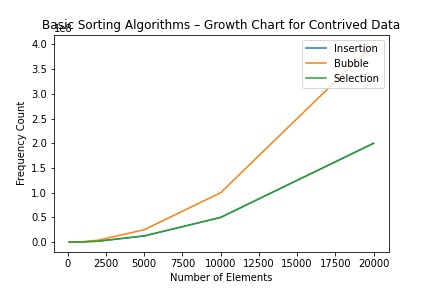 Basic Sorting Algorithms – Growth Chart for Contrived Data
1e8
4.0
3.5
3.0
2.5
2.0
1.5
1.0
0.5
0.0
Frequency Count
Insertion
Bubble
Selection
0 2500 5000 7500 10000 12500 15000 17500 20000
Number of Elements